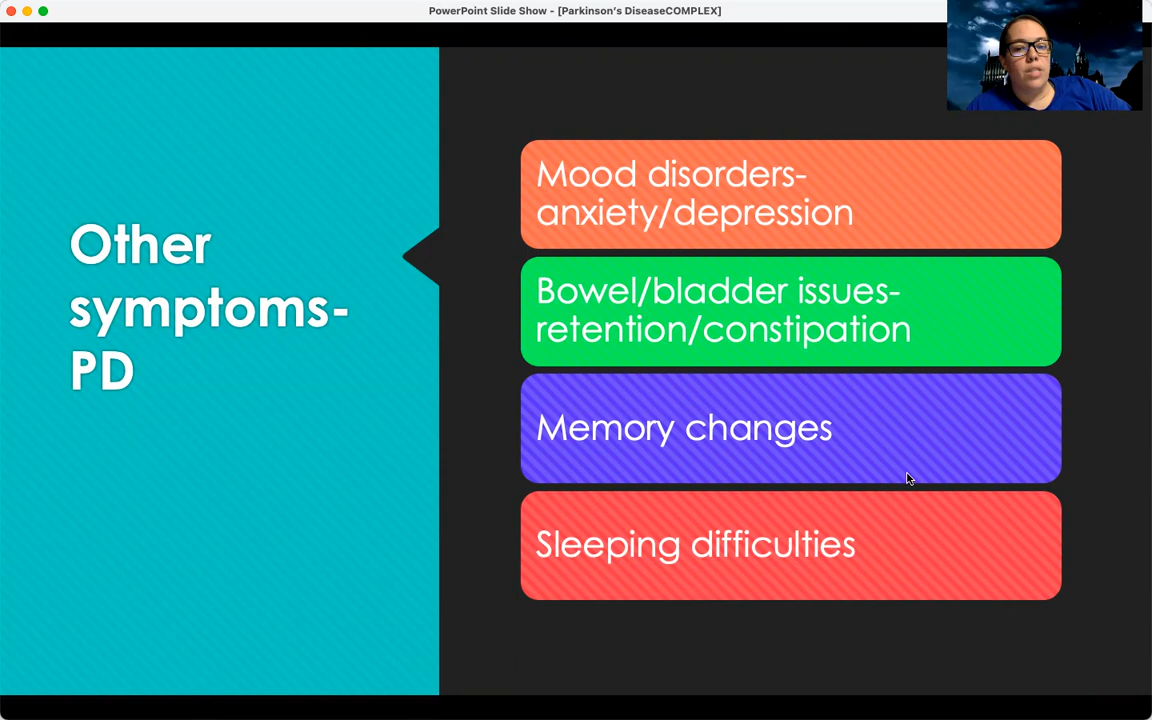 PowerPoint Slide Show - [Parkinson’s DiseaseCOMPLEX]
Other
symptoms-
PD
Mood disorders-
anxiety/depression
Bowel/bladder issues-
retention/constipation
Memory changes
Sleeping difficulties